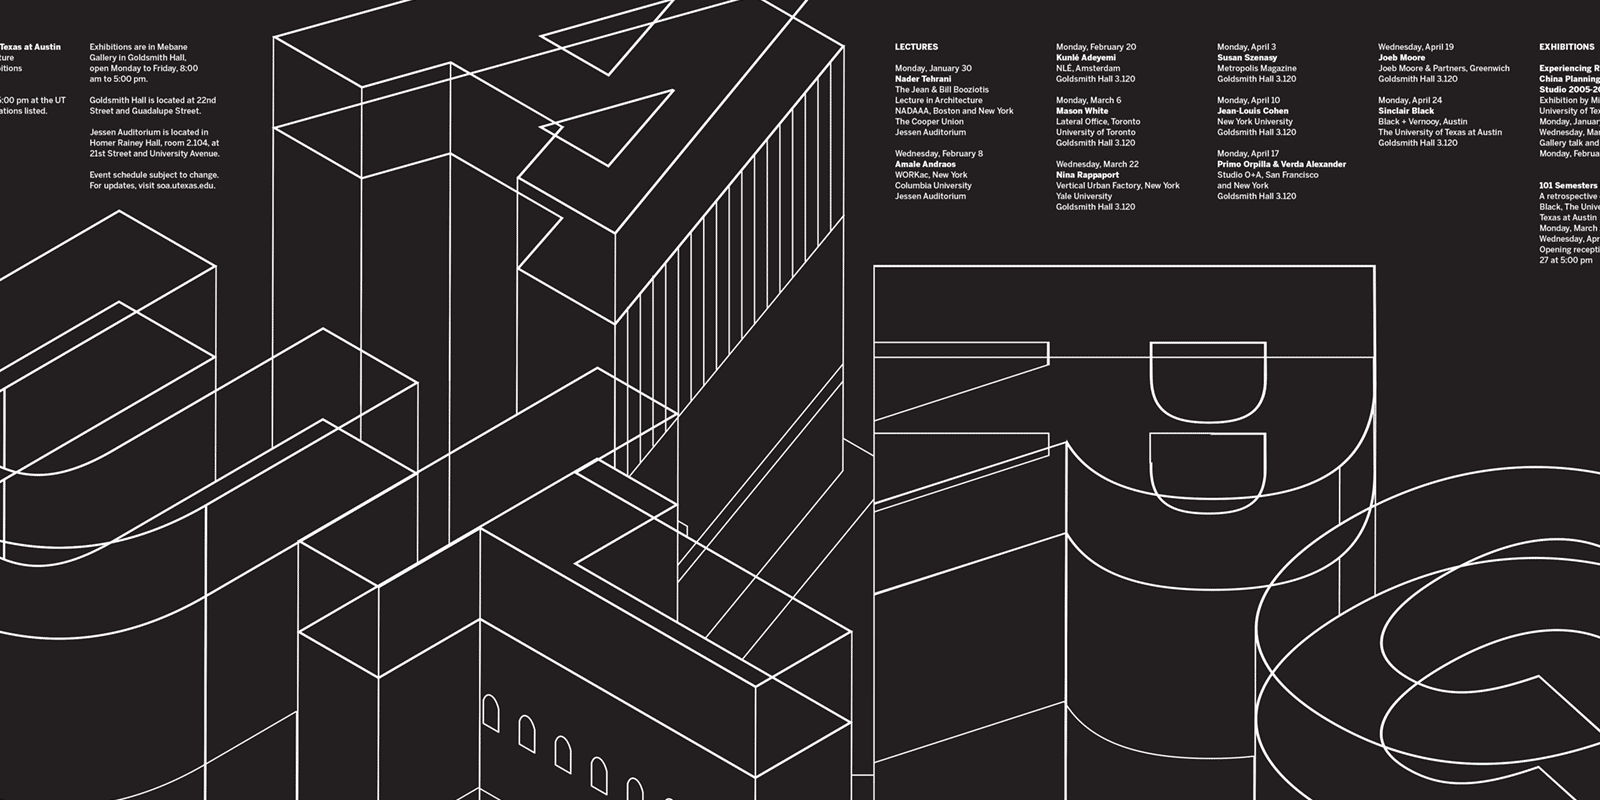 Texas at Austin
5:00 pm at the UT
Exhibitions are in Mebane
Gallery in Goldsmith Hall,
open Monday to Friday, 8:00
am to 5:00 pm.
Goldsmith Hall is located at 22nd
Street and Guadalupe Street.
Jessen Auditorium is located in
Homer Rainey Hall, room 2.104, at
21st Street and University Avenue.
Event schedule subject to change.
For updates, visit soa.utexas.edu.
LECTURES
Monday, January 30
Nader Tehrani
The Jean & Bill Booziotis
Lecture in Architecture
NADAAA, Boston and New York
The Cooper Union
Jessen Auditorium
Wednesday, February 8
Amale Andraos
WORKac, New York
Columbia University
Jessen Auditorium
Monday, February 20
Kunlé Adeyemi
NLÉ, Amsterdam
Goldsmith Hall 3.120
Monday, March 6
Mason White
Lateral Office, Toronto
University of Toronto
Goldsmith Hall 3.120
Wednesday, March 22
Nina Rappaport
Vertical Urban Factory, New York
Yale University
Goldsmith Hall 3.120
Monday, April 3
Susan Szenasy
Metropolis Magazine
Goldsmith Hall 3.120
Monday, April 10
Jean-Louis Cohen
New York University
Goldsmith Hall 3.120
Monday, April 17
Primo Orpilla & Verda Alexander
Studio O+A, San Francisco
and New York
Goldsmith Hall 3.120
Wednesday, April 19
Joeb Moore
Joeb Moore & Partners, Greenwich
Goldsmith Hall 3.120
Monday, April 24
Sinclair Black
Black + Vernooy, Austin
The University of Texas at Austin
Goldsmith Hall 3.120
EXHIBITIONS
Experiencing
China Planning
Studio 2005-20
Exhibition by
University of
Monday,
Wednesday,
Gallery talk and
Monday,
101 Semesters
A retrospective
Black, The
Texas at Austin
Monday, March
Wednesday,
Opening
27 at 5:00 pm